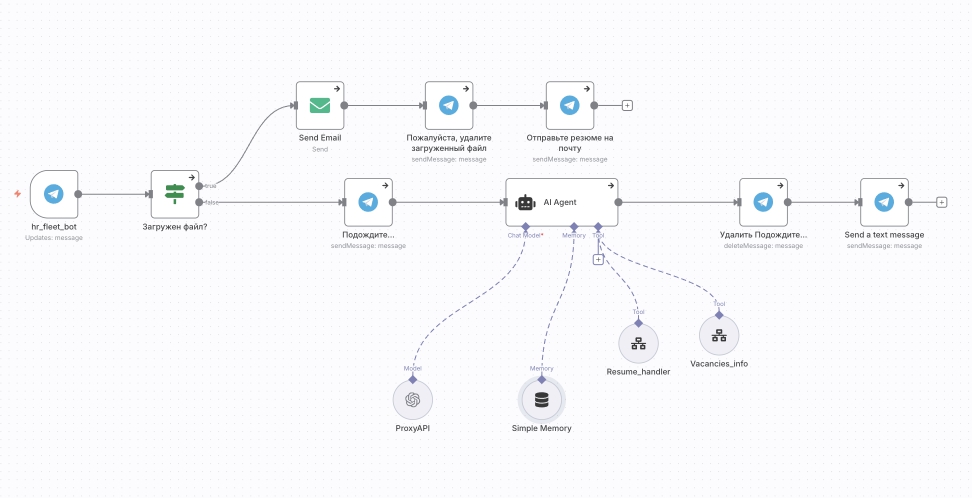 Send Email
Send
Пожалуйста, удалите
загруженный файл
sendMessage: message
Отправьте резюме на
почту
sendMessage: message
hr_fleet_bot
Updates: message
Загружен файл?
true
false
Подождите...
sendMessage: message
AI Agent
Chat Model*
Memory
Tool
Удалить Подождите...
deleteMessage: message
Send a text message
sendMessage: message
Model
ProxyAPI
Memory
Simple Memory
Tool
Resume_handler
Tool
Vacancies_info